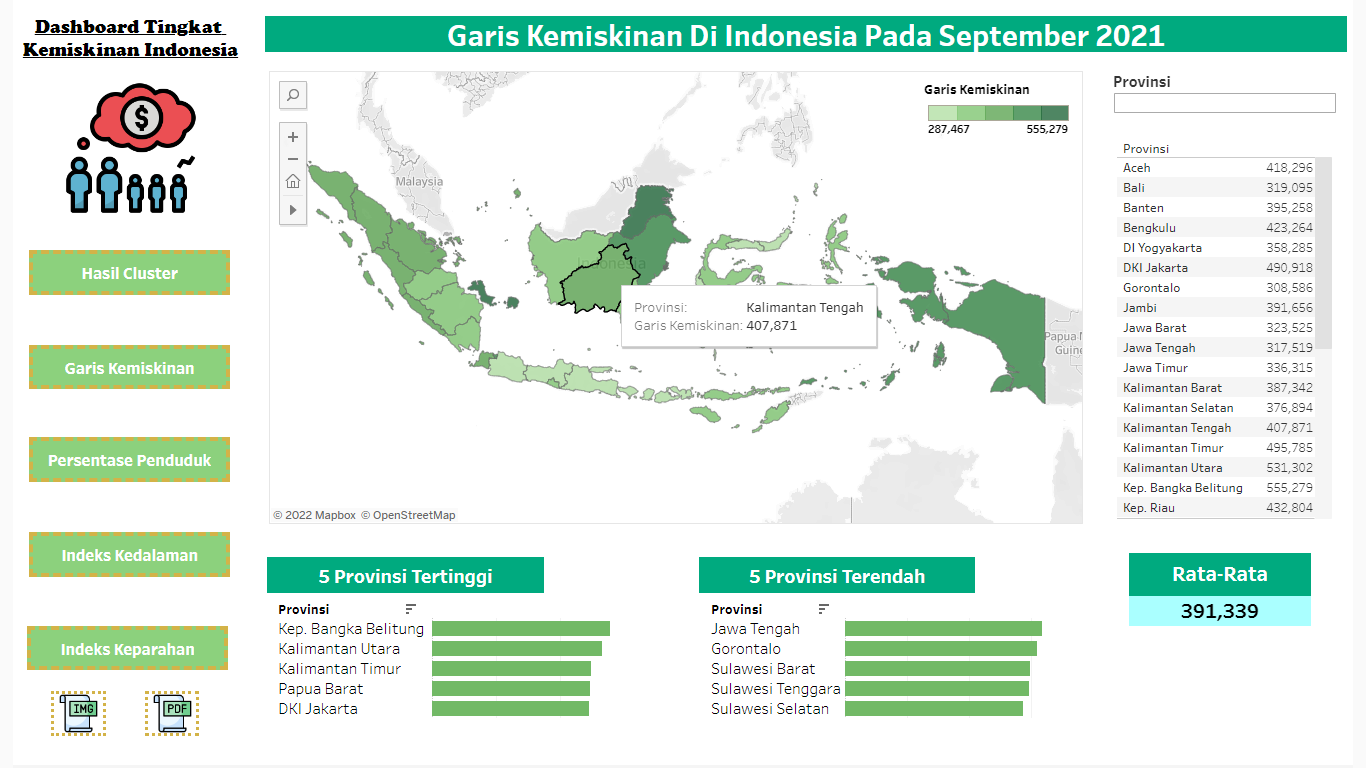 Dashboard Tingkat
Kemiskinan Indonesia
$
Hasil Cluster
Garis Kemiskinan
Persentase Penduduk
Indeks Kedalaman
Indeks Keparahan
IMG
PDF
Garis Kemiskinan Di Indonesia Pada September 2021
+
−
Malaysia
Indonesia
Garis Kemiskinan
287,467 555,279
Provinsi: Kalimantan Tengah
Garis Kemiskinan: 407,871
Papua N
Guine
© 2022 Mapbox © OpenStreetMap
Provinsi
Provinsi
Aceh 418,296
Bali 319,095
Banten 395,258
Bengkulu 423,264
DI Yogyakarta 358,285
DKI Jakarta 490,918
Gorontalo 308,586
Jambi 391,656
Jawa Barat 323,525
Jawa Tengah 317,519
Jawa Timur 336,315
Kalimantan Barat 387,342
Kalimantan Selatan 376,894
Kalimantan Tengah 407,871
Kalimantan Timur 495,785
Kalimantan Utara 531,302
Kep. Bangka Belitung 555,279
Kep. Riau 432,804
5 Provinsi Tertinggi
Provinsi
Kep. Bangka Belitung
Kalimantan Utara
Kalimantan Timur
Papua Barat
DKI Jakarta
5 Provinsi Terendah
Provinsi
Jawa Tengah
Gorontalo
Sulawesi Barat
Sulawesi Tenggara
Sulawesi Selatan
Rata-Rata
391,339